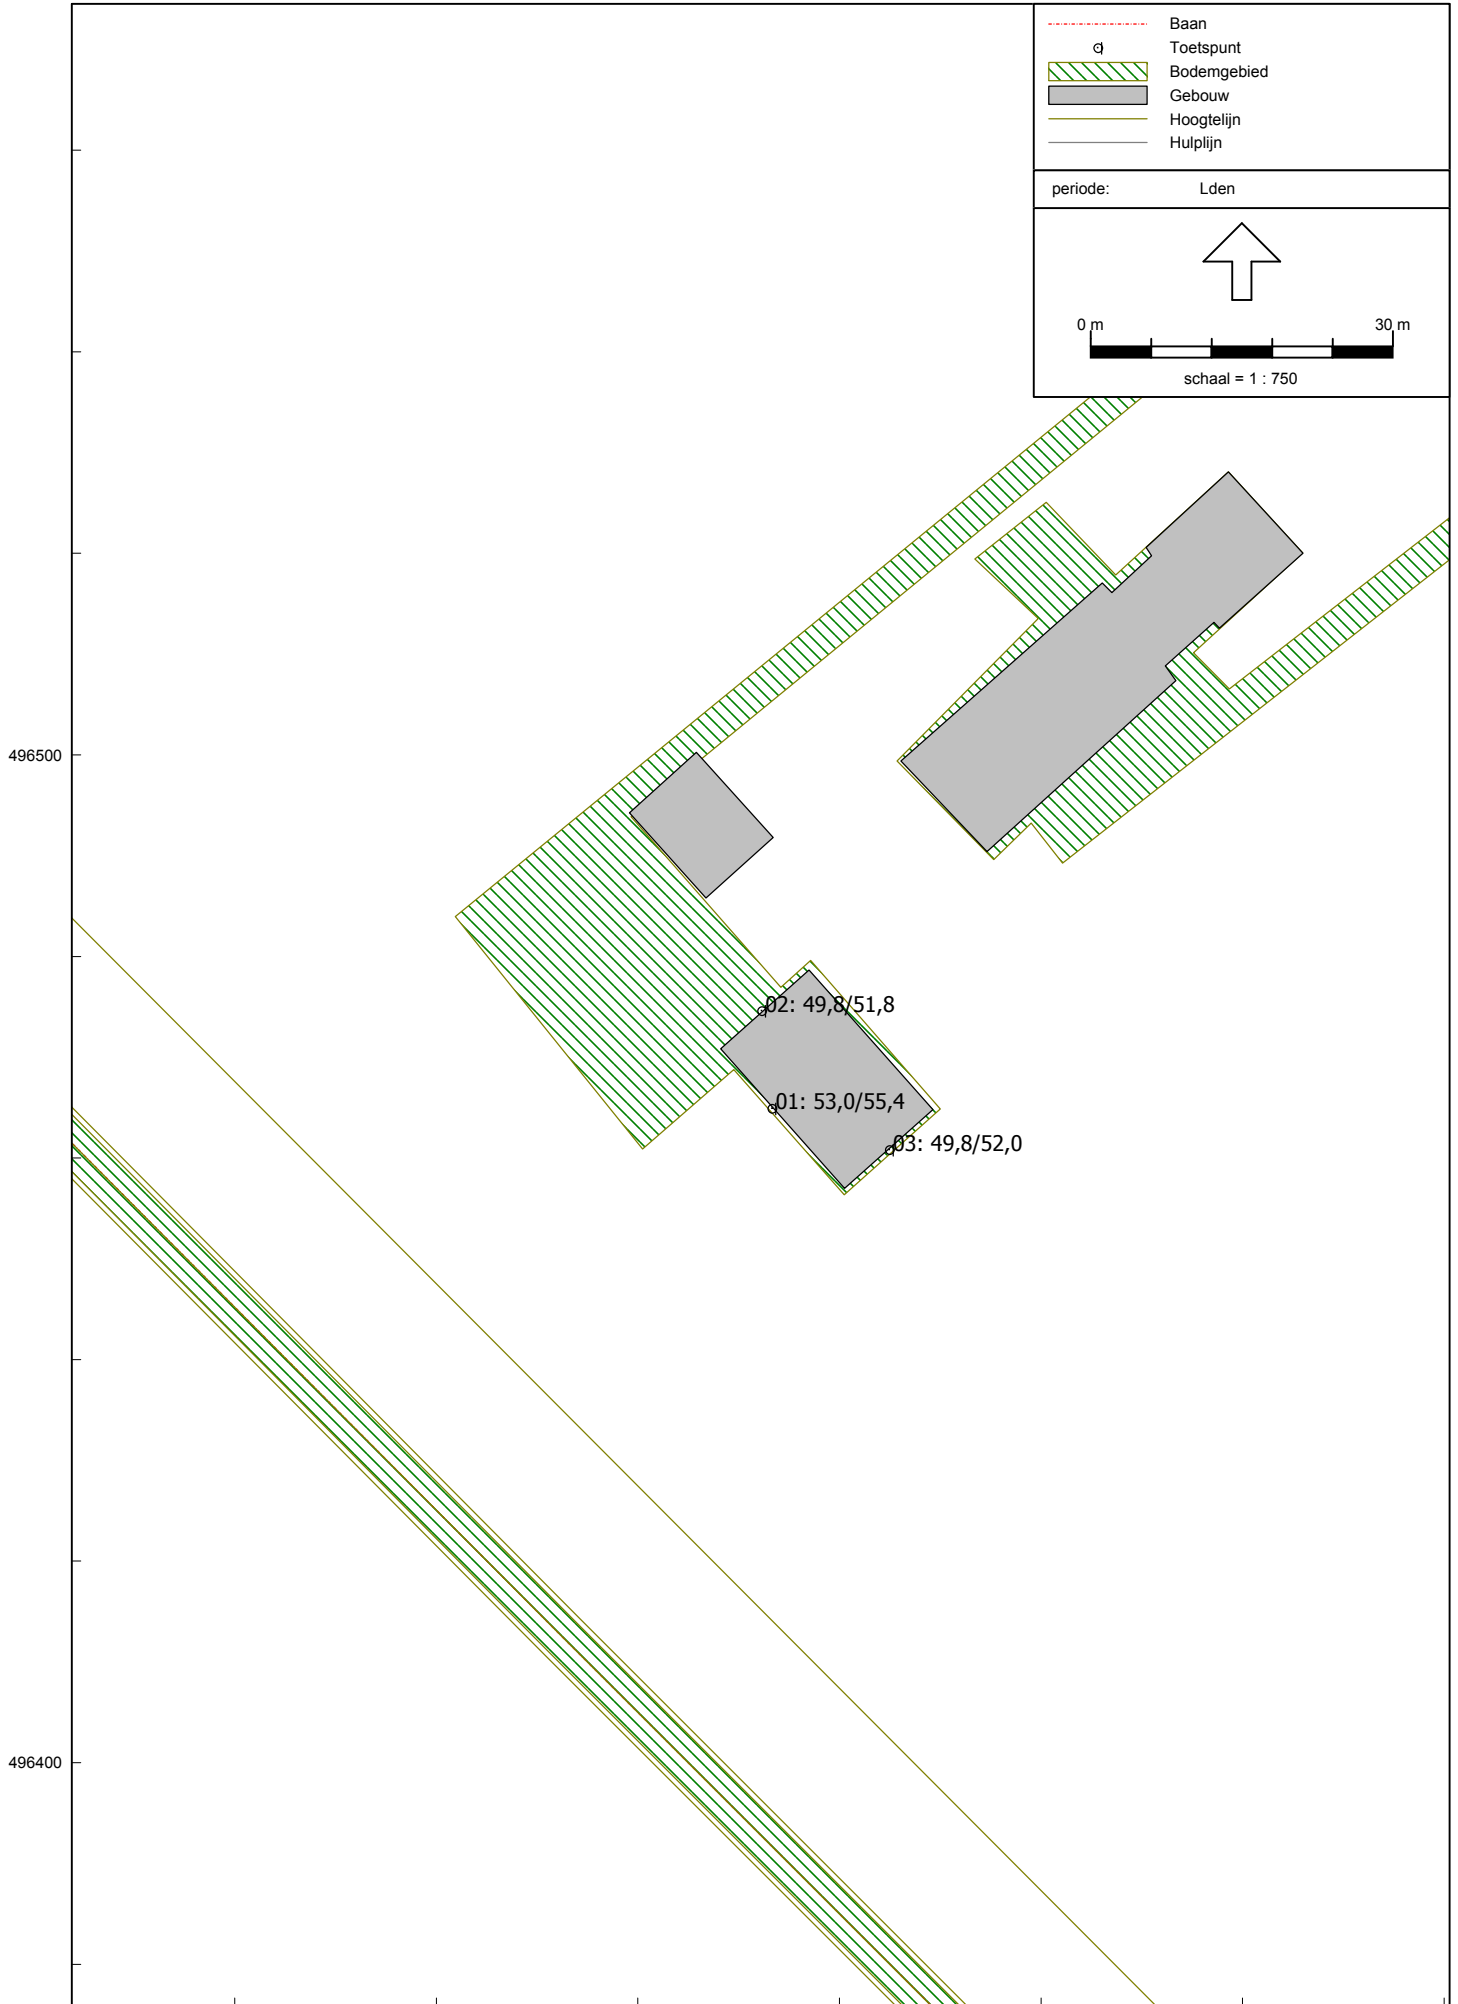 Baan
Toetspunt
Bodemgebied
Gebouw
Hoogtelijn
Hulplijn
periode: Lden
0 m 30 m
schaal = 1 : 750
496500
02: 49,8/51,8
01: 53,0/55,4
03: 49,8/52,0
496400